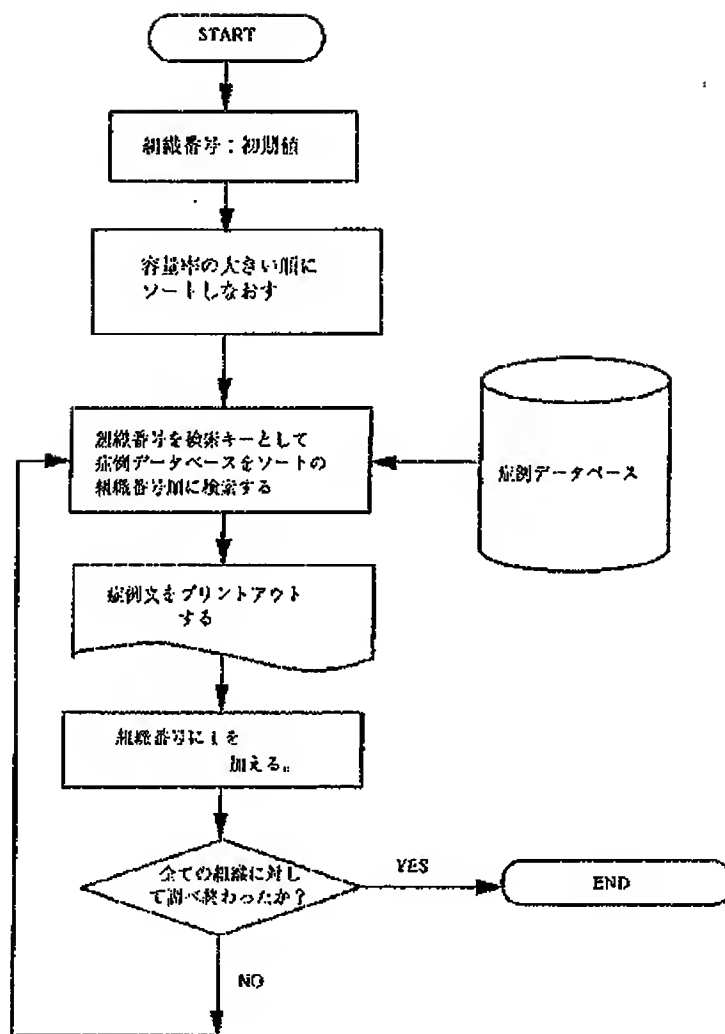 START
組織番号：初期値
容量率の大きい順に
ソートしなおす
組織番号を検索キーとして
症例データベースをソートの
組織番号順に検索する
症例データベース
症例文をプリントアウト
する
組織番号に1を
加える。
全ての組織に対し
て調べ終わったか？
YES
END
NO